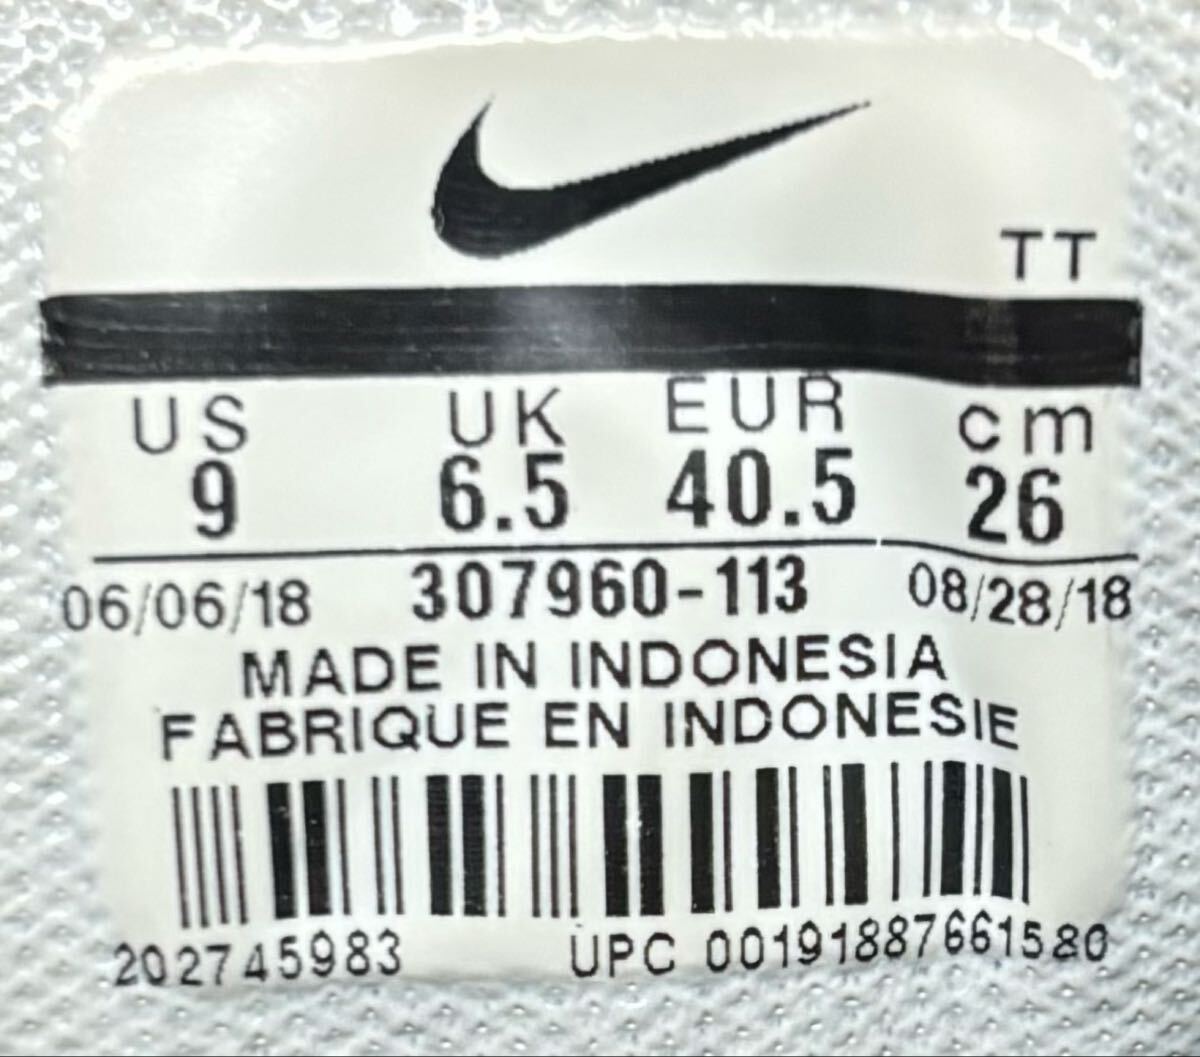 TT
US UK EUR cm
9 6.5 40.5 26
06/06/18 307960-113 08/28/18
MADE IN INDONESIA
FABRIQUE EN INDONESIE
202745983 UPC 00191887661580